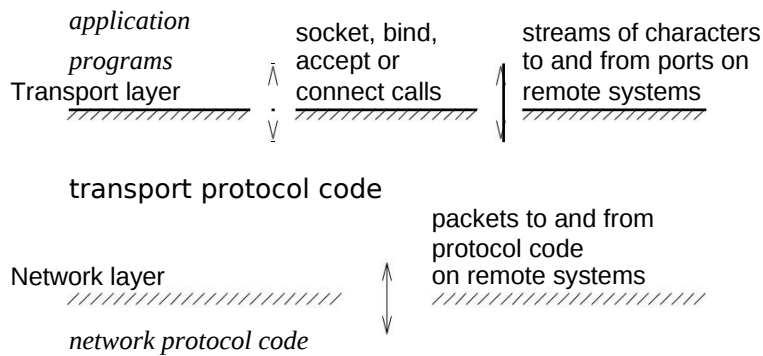 application
programs
Transport layer
socket, bind,
accept or
connect calls
streams of characters
to and from ports on
remote systems
transport protocol code
packets to and from
protocol code
on remote systems
Network layer
network protocol code